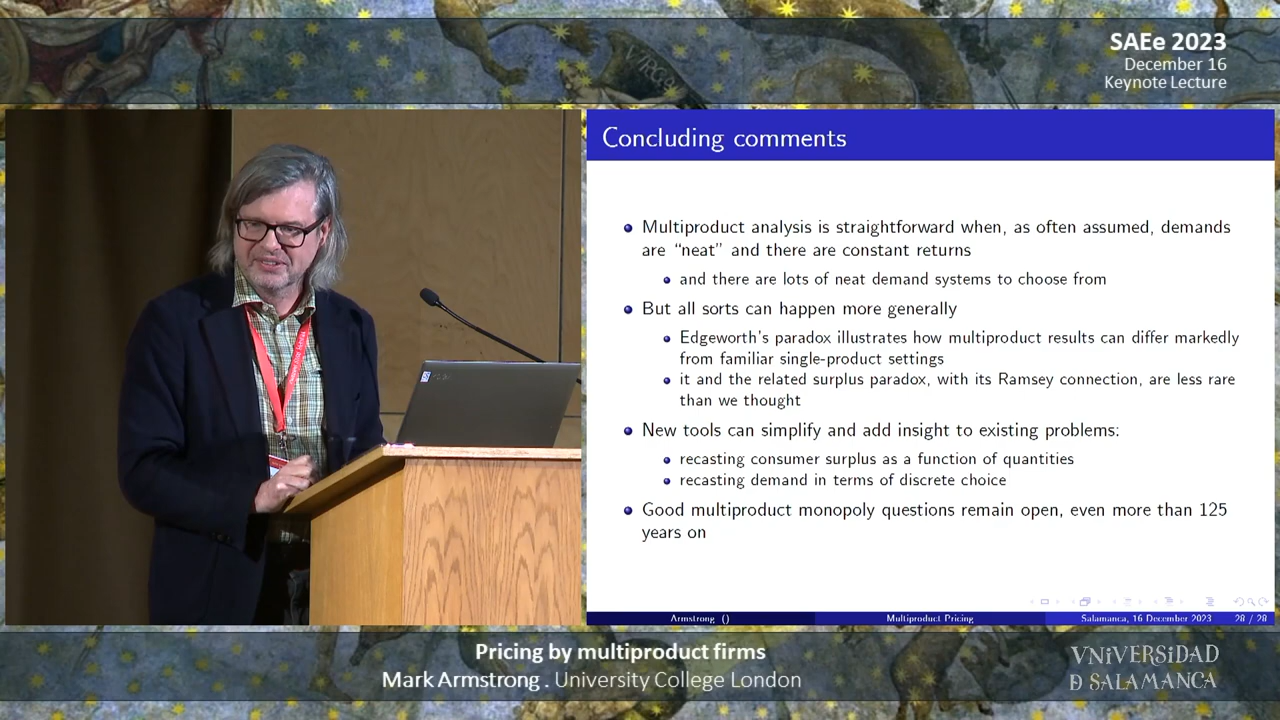 SAEe 2023
December 16
Keynote Lecture
VIRGO
Concluding comments
Multiproduct analysis is straightforward when, as often assumed, demands
are “neat” and there are constant returns
and there are lots of neat demand systems to choose from
But all sorts can happen more generally
Edgeworth's paradox illustrates how multiproduct results can differ markedly
from familiar single-product settings
it and the related surplus paradox, with its Ramsey connection, are less rare
than we thought
New tools can simplify and add insight to existing problems:
recasting consumer surplus as a function of quantities
recasting demand in terms of discrete choice
Good multiproduct monopoly questions remain open, even more than 125
years on
Armstrong ()
Multiproduct Pricing
Salamanca, 16 December 2023
28 / 28
Pricing by multiproduct firms
Mark Armstrong . University College London
VNiVERSiDAD
D SALAMANCA